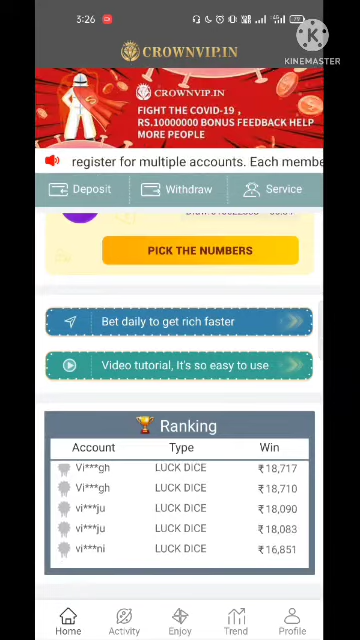 3:26
KINEMASTER
CROWNVIP.IN
CROWNVIP.IN
FIGHT THE COVID-19 ,
RS.10000000 BONUS FEEDBACK HELP
MORE PEOPLE
register for multiple accounts. Each membe
Deposit Withdraw Service
PICK THE NUMBERS
Bet daily to get rich faster
Video tutorial, It's so easy to use
Ranking
Account Type Win
Vi***gh LUCK DICE ₹18,717
Vi***gh LUCK DICE ₹18,710
vi***ju LUCK DICE ₹18,090
vi***ju LUCK DICE ₹18,083
vi***ni LUCK DICE ₹16,851
Home Activity Enjoy Trend Profile